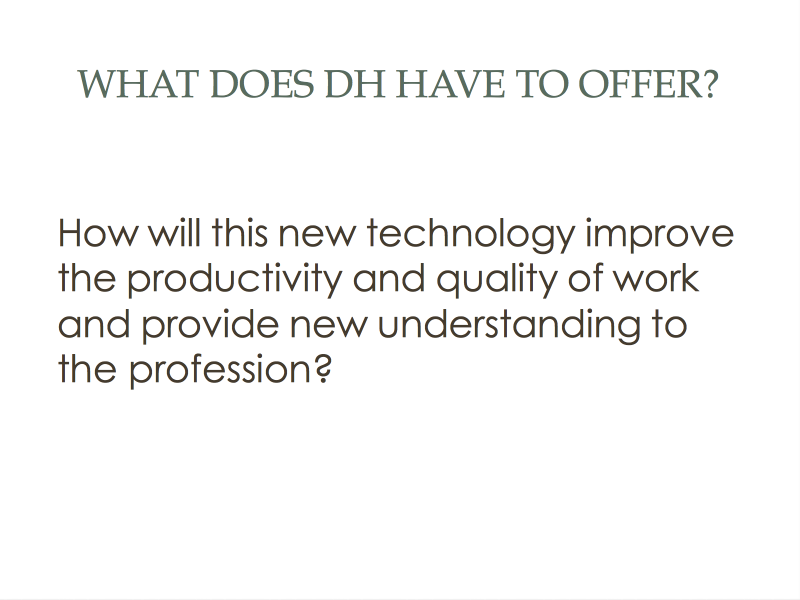 WHAT DOES DH HAVE TO OFFER?
How will this new technology improve
the productivity and quality of work
and provide new understanding to
the profession?